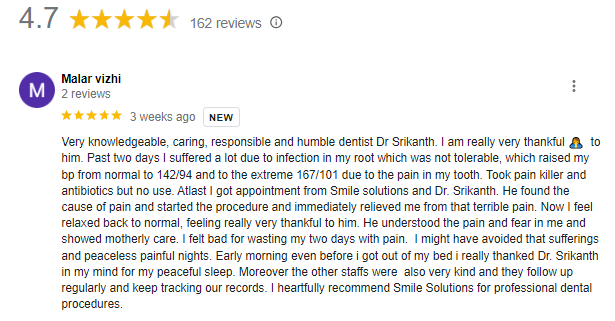 4.7 162 reviews
M
Malar vizhi
2 reviews
3 weeks ago NEW
Very knowledgeable, caring, responsible and humble dentist Dr Srikanth. I am really very thankful 🙇‍♀️ to
him. Past two days I suffered a lot due to infection in my root which was not tolerable, which raised my
bp from normal to 142/94 and to the extreme 167/101 due to the pain in my tooth. Took pain killer and
antibiotics but no use. Atlast I got appointment from Smile solutions and Dr. Srikanth. He found the
cause of pain and started the procedure and immediately relieved me from that terrible pain. Now I feel
relaxed back to normal, feeling really very thankful to him. He understood the pain and fear in me and
showed motherly care. I felt bad for wasting my two days with pain. I might have avoided that sufferings
and peaceless painful nights. Early morning even before i got out of my bed i really thanked Dr. Srikanth
in my mind for my peaceful sleep. Moreover the other staffs were also very kind and they follow up
regularly and keep tracking our records. I heartfully recommend Smile Solutions for professional dental
procedures.